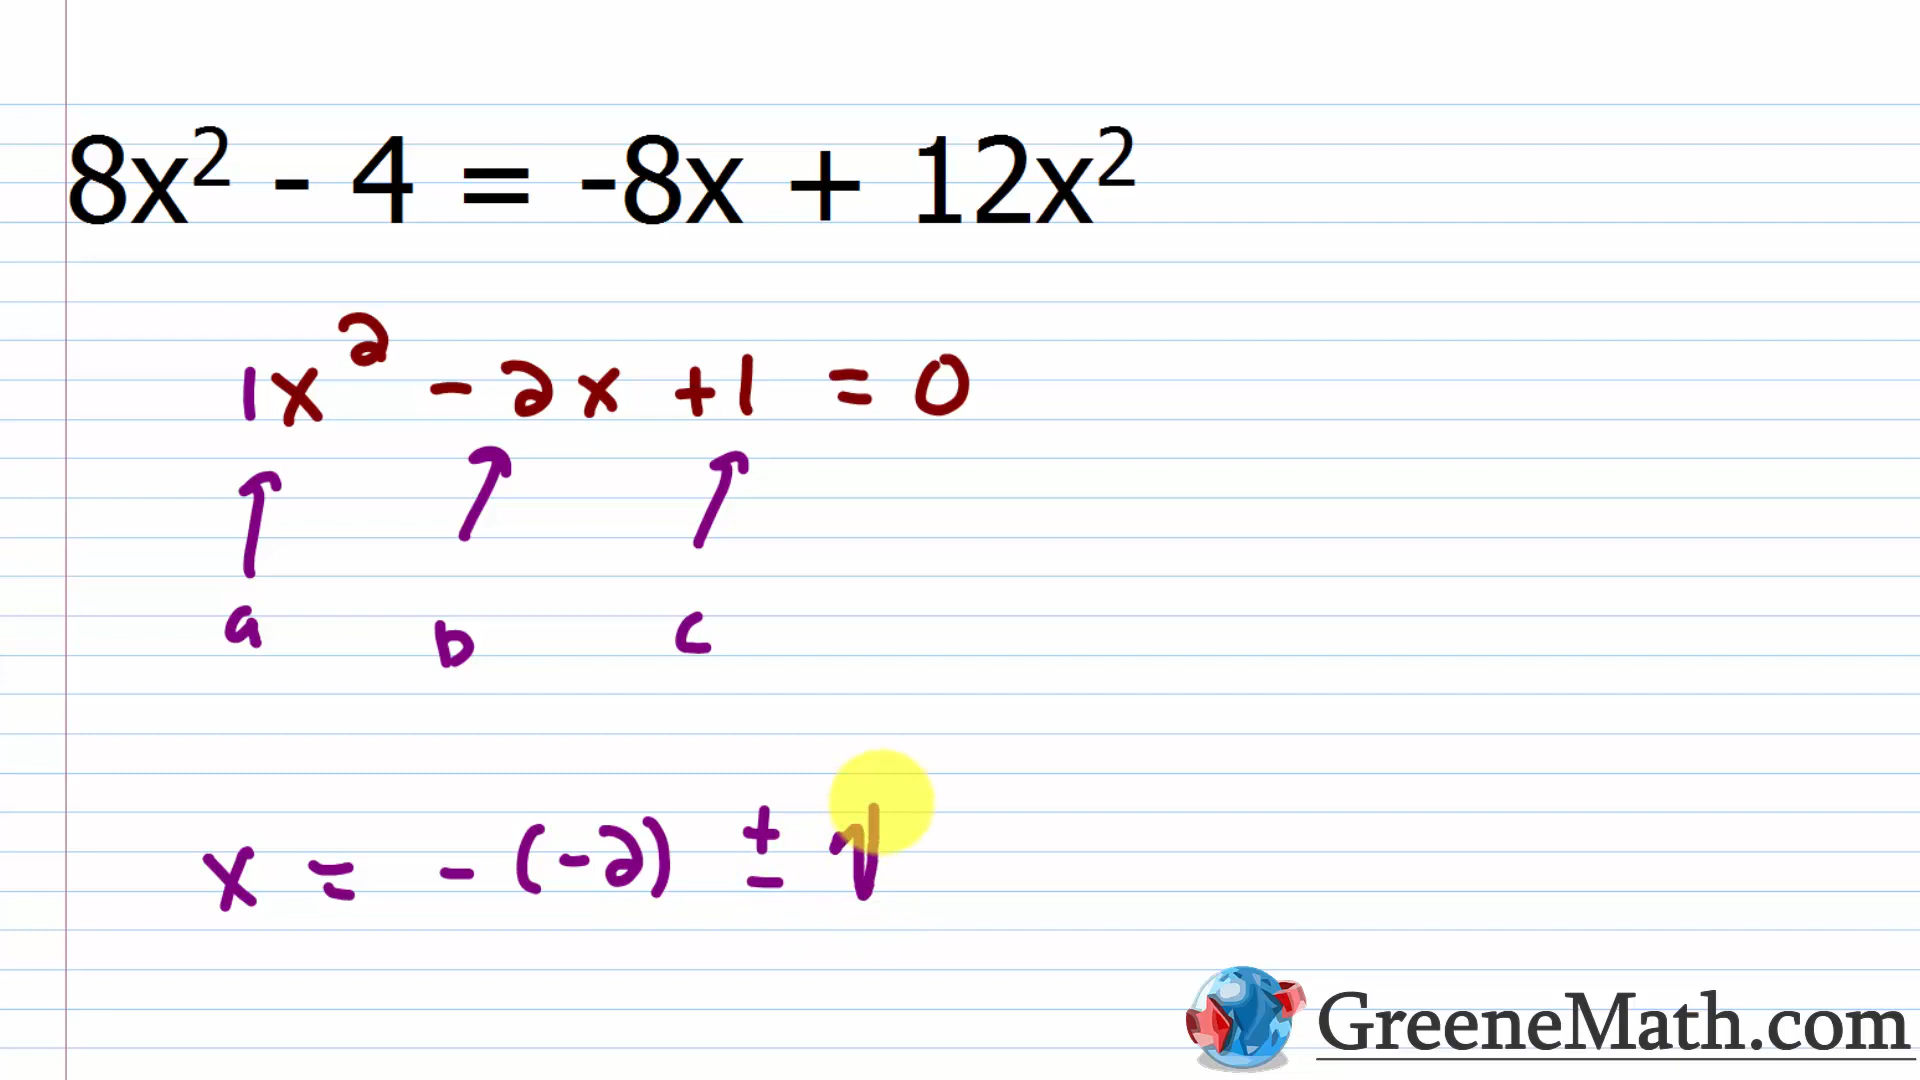 8x² - 4 = -8x + 12x²
1x² - 2x + 1 = 0
a b c
x = - (-2) ± √
GreeneMath.com